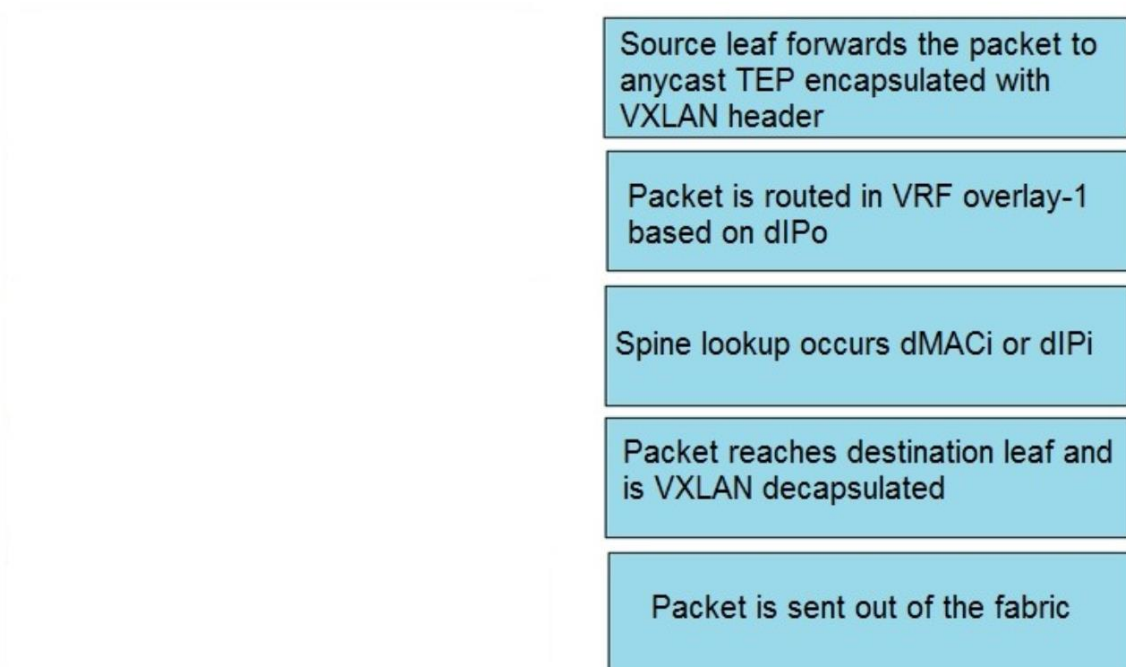 Source leaf forwards the packet to
anycast TEP encapsulated with
VXLAN header
Packet is routed in VRF overlay-1
based on dIPo
Spine lookup occurs dMACi or dIPi
Packet reaches destination leaf and
is VXLAN decapsulated
Packet is sent out of the fabric